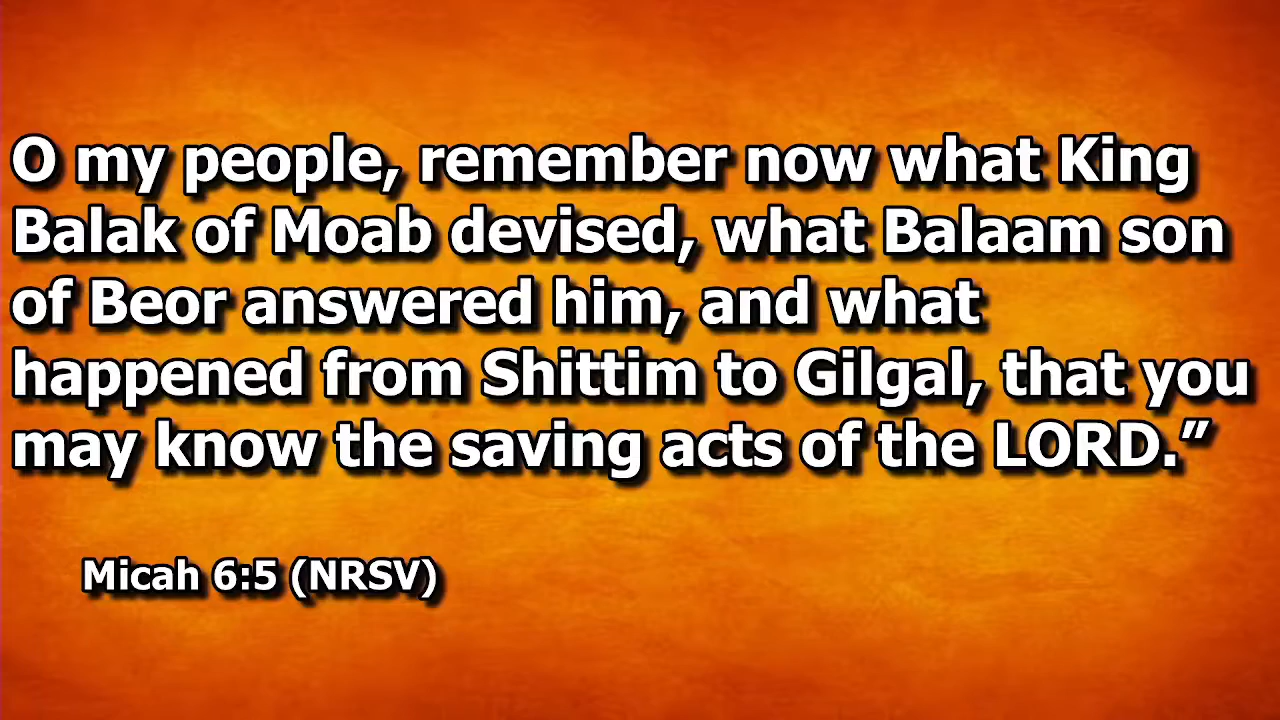 O my people, remember now what King
Balak of Moab devised, what Balaam son
of Beor answered him, and what
happened from Shittim to Gilgal, that you
may know the saving acts of the LORD.”
Micah 6:5 (NRSV)